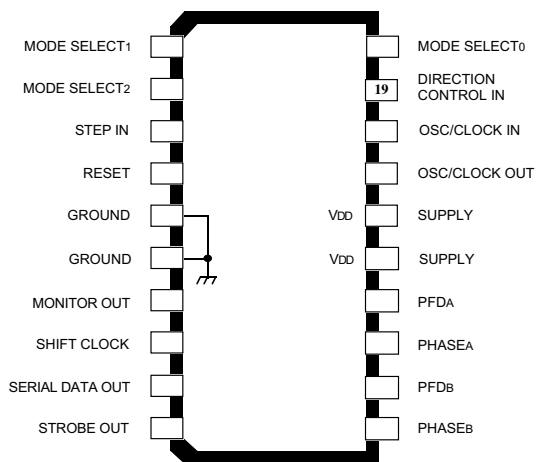 MODE SELECT1
MODE SELECT0
MODE SELECT2
19
DIRECTION
CONTROL IN
STEP IN
OSC/CLOCK IN
RESET
OSC/CLOCK OUT
GROUND
VDD
SUPPLY
GROUND
VDD
SUPPLY
MONITOR OUT
PFDA
SHIFT CLOCK
PHASEA
SERIAL DATA OUT
PFDB
STROBE OUT
PHASEB